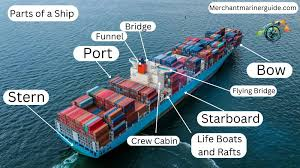 Parts of a Ship
Merchantmarinerguide.com
Bridge
Funnel
Port
Bow
Flying Bridge
Stern
Starboard
Crew Cabin
Life Boats
and Rafts